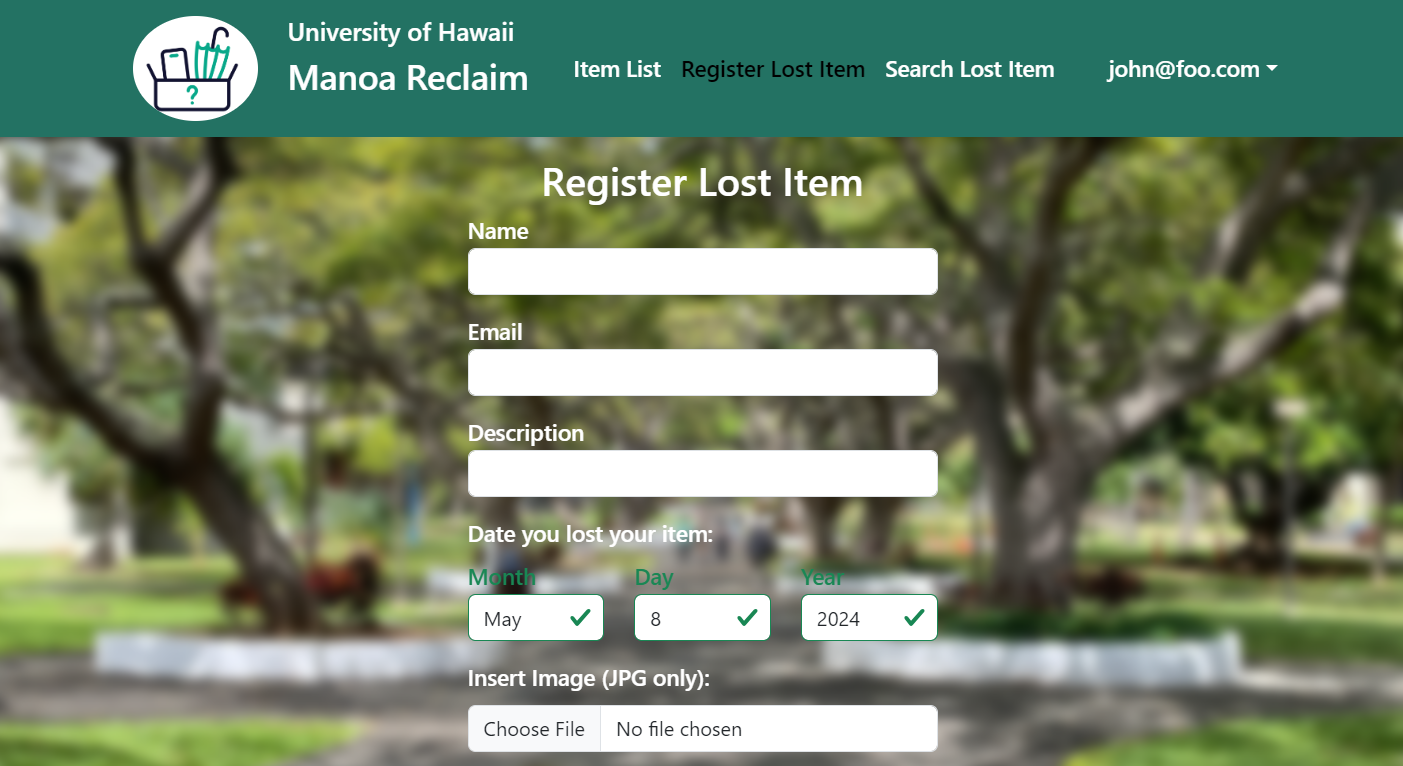 University of Hawaii
Manoa Reclaim
Item List Register Lost Item Search Lost Item john@foo.com
?
Register Lost Item
Name
Email
Description
Date you lost your item:
Month Day Year
May 8 2024
Insert Image (JPG only):
Choose File No file chosen